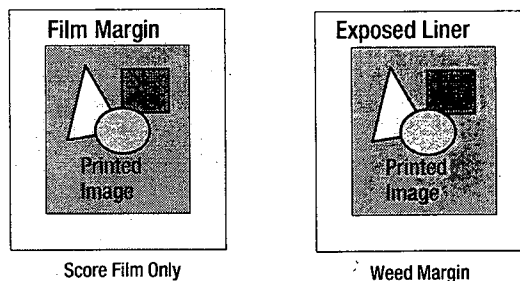 Film Margin
Printed
Image
Score Film Only
Exposed Liner
Printed
Image
Weed Margin